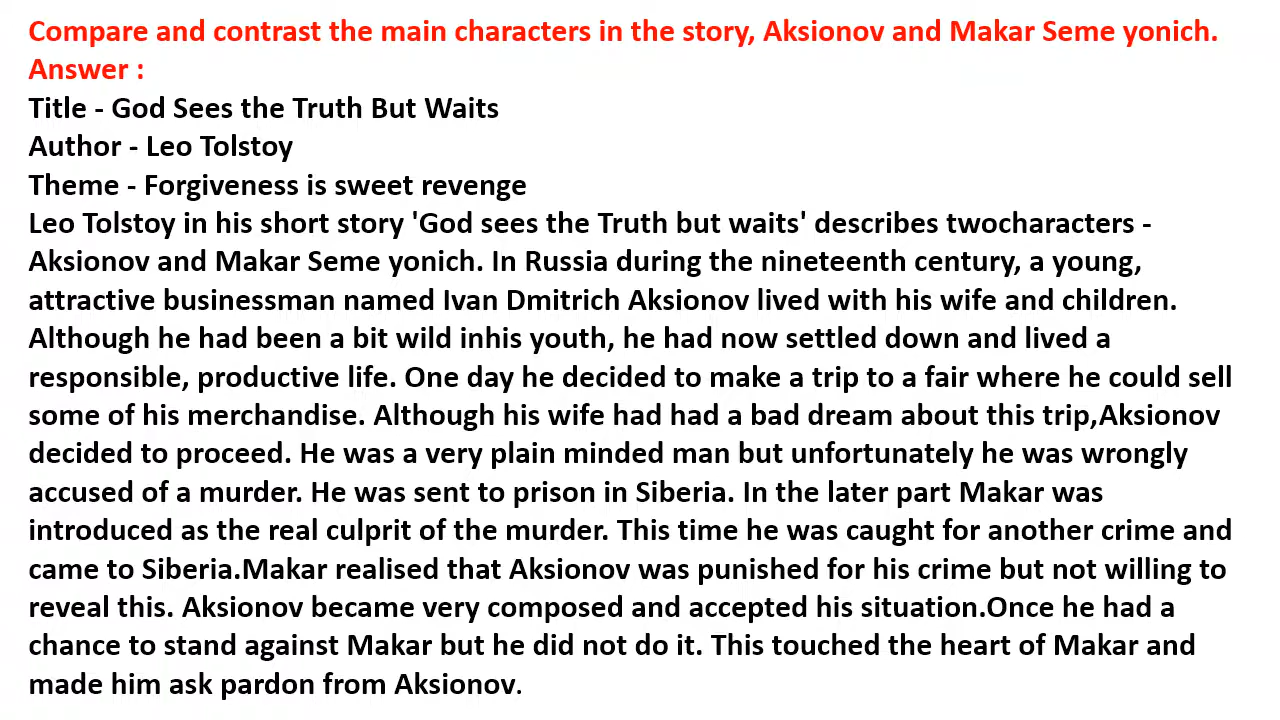 Compare and contrast the main characters in the story, Aksionov and Makar Seme yonich.
Answer :
Title - God Sees the Truth But Waits
Author - Leo Tolstoy
Theme - Forgiveness is sweet revenge
Leo Tolstoy in his short story 'God sees the Truth but waits' describes twocharacters -
Aksionov and Makar Seme yonich. In Russia during the nineteenth century, a young,
attractive businessman named Ivan Dmitrich Aksionov lived with his wife and children.
Although he had been a bit wild inhis youth, he had now settled down and lived a
responsible, productive life. One day he decided to make a trip to a fair where he could sell
some of his merchandise. Although his wife had had a bad dream about this trip,Aksionov
decided to proceed. He was a very plain minded man but unfortunately he was wrongly
accused of a murder. He was sent to prison in Siberia. In the later part Makar was
introduced as the real culprit of the murder. This time he was caught for another crime and
came to Siberia.Makar realised that Aksionov was punished for his crime but not willing to
reveal this. Aksionov became very composed and accepted his situation.Once he had a
chance to stand against Makar but he did not do it. This touched the heart of Makar and
made him ask pardon from Aksionov.